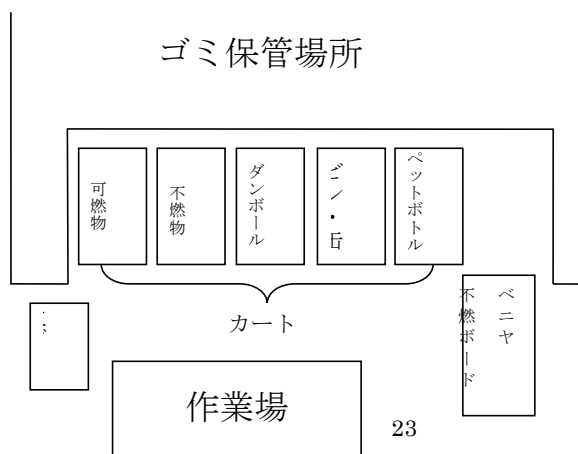 ゴミ保管場所
可燃物
不燃物
ダンボール
ペットボトル
カート
ベニヤ
不燃ボード
作業場
23